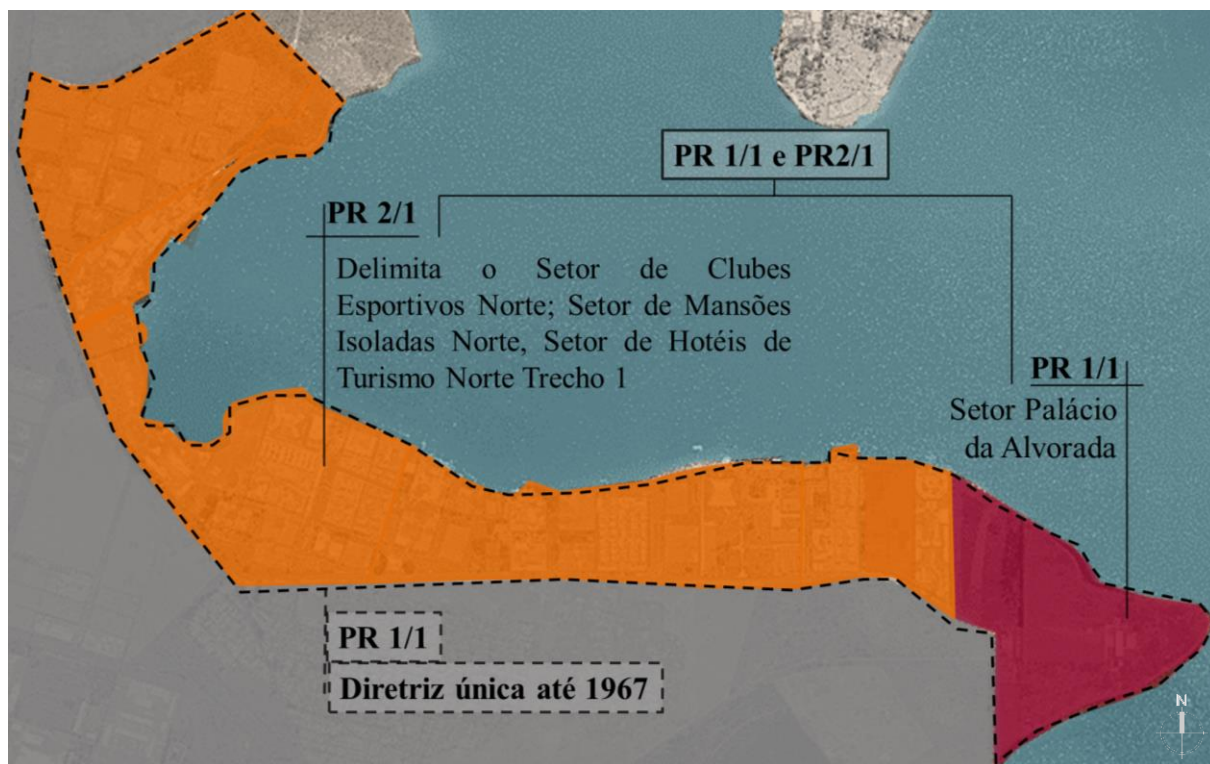 PR 1/1 e PR2/1
PR 2/1
Delimita o Setor de Clubes
Esportivos Norte; Setor de Mansões
Isoladas Norte, Setor de Hotéis de
Turismo Norte Trecho 1
PR 1/1
Setor Palácio
da Alvorada
PR 1/1
Diretriz única até 1967
N